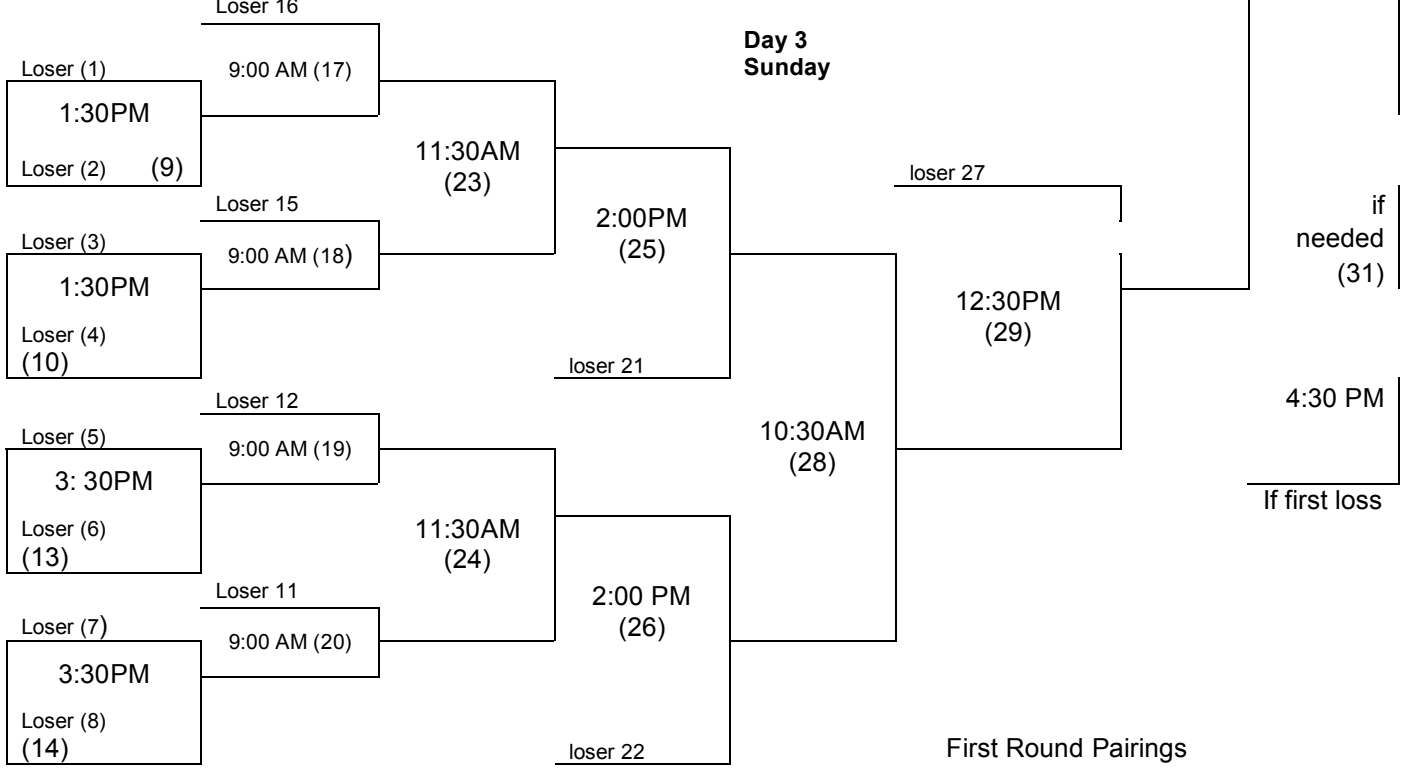 Loser 16
Day 3
Sunday
Loser (1)
9:00 AM (17)
1:30PM
Loser (2) (9)
11:30AM
(23)
loser 27
Loser 15
if
needed
(31)
2:00PM
(25)
Loser (3)
9:00 AM (18)
1:30PM
12:30PM
(29)
Loser (4)
(10)
loser 21
Loser 12
4:30 PM
Loser (5)
9:00 AM (19)
10:30AM
(28)
3: 30PM
If first loss
Loser (6)
(13)
11:30AM
(24)
Loser 11
2:00 PM
(26)
Loser (7)
9:00 AM (20)
3:30PM
Loser (8)
(14)
loser 22
First Round Pairings